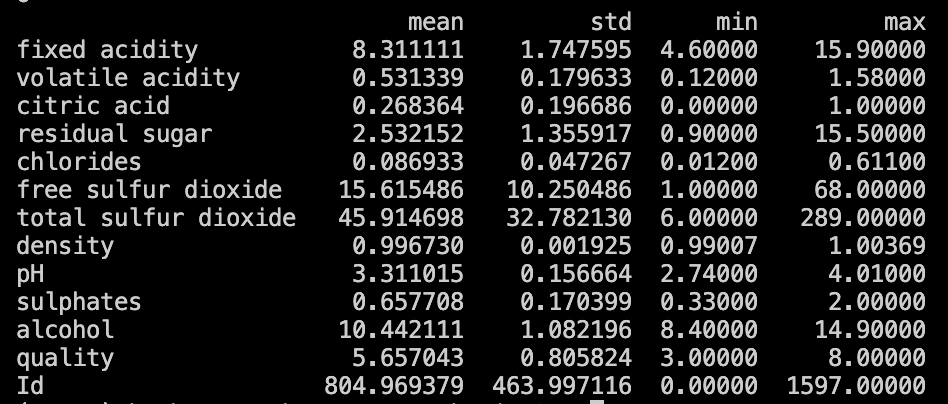 mean std min max
fixed acidity 8.311111 1.747595 4.60000 15.90000
volatile acidity 0.531339 0.179633 0.12000 1.58000
citric acid 0.268364 0.196686 0.00000 1.00000
residual sugar 2.532152 1.355917 0.90000 15.50000
chlorides 0.086933 0.047267 0.01200 0.61100
free sulfur dioxide 15.615486 10.250486 1.00000 68.00000
total sulfur dioxide 45.914698 32.782130 6.00000 289.00000
density 0.996730 0.001925 0.99007 1.00369
pH 3.311015 0.156664 2.74000 4.01000
sulphates 0.657708 0.170399 0.33000 2.00000
alcohol 10.442111 1.082196 8.40000 14.90000
quality 5.657043 0.805824 3.00000 8.00000
Id 804.969379 463.997116 0.00000 1597.00000